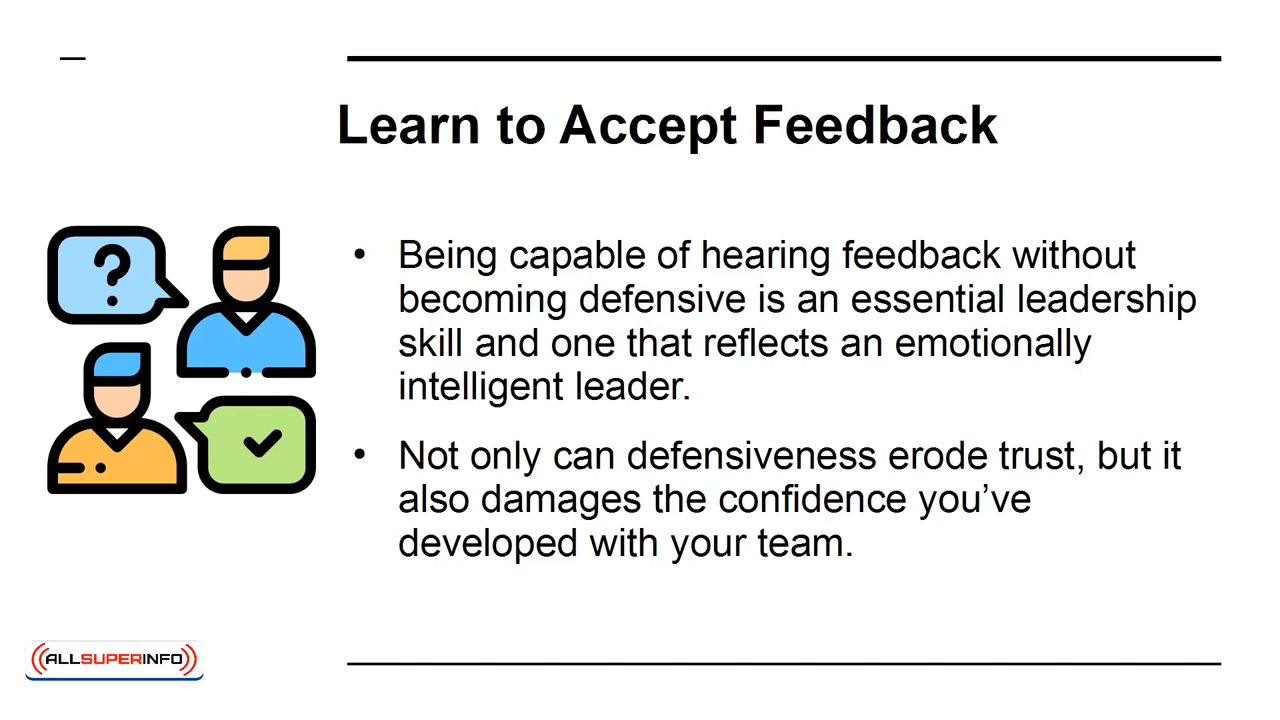 Learn to Accept Feedback
?
• Being capable of hearing feedback without
becoming defensive is an essential leadership
skill and one that reflects an emotionally
intelligent leader.
• Not only can defensiveness erode trust, but it
also damages the confidence you’ve
developed with your team.
ALLSUPERINFO